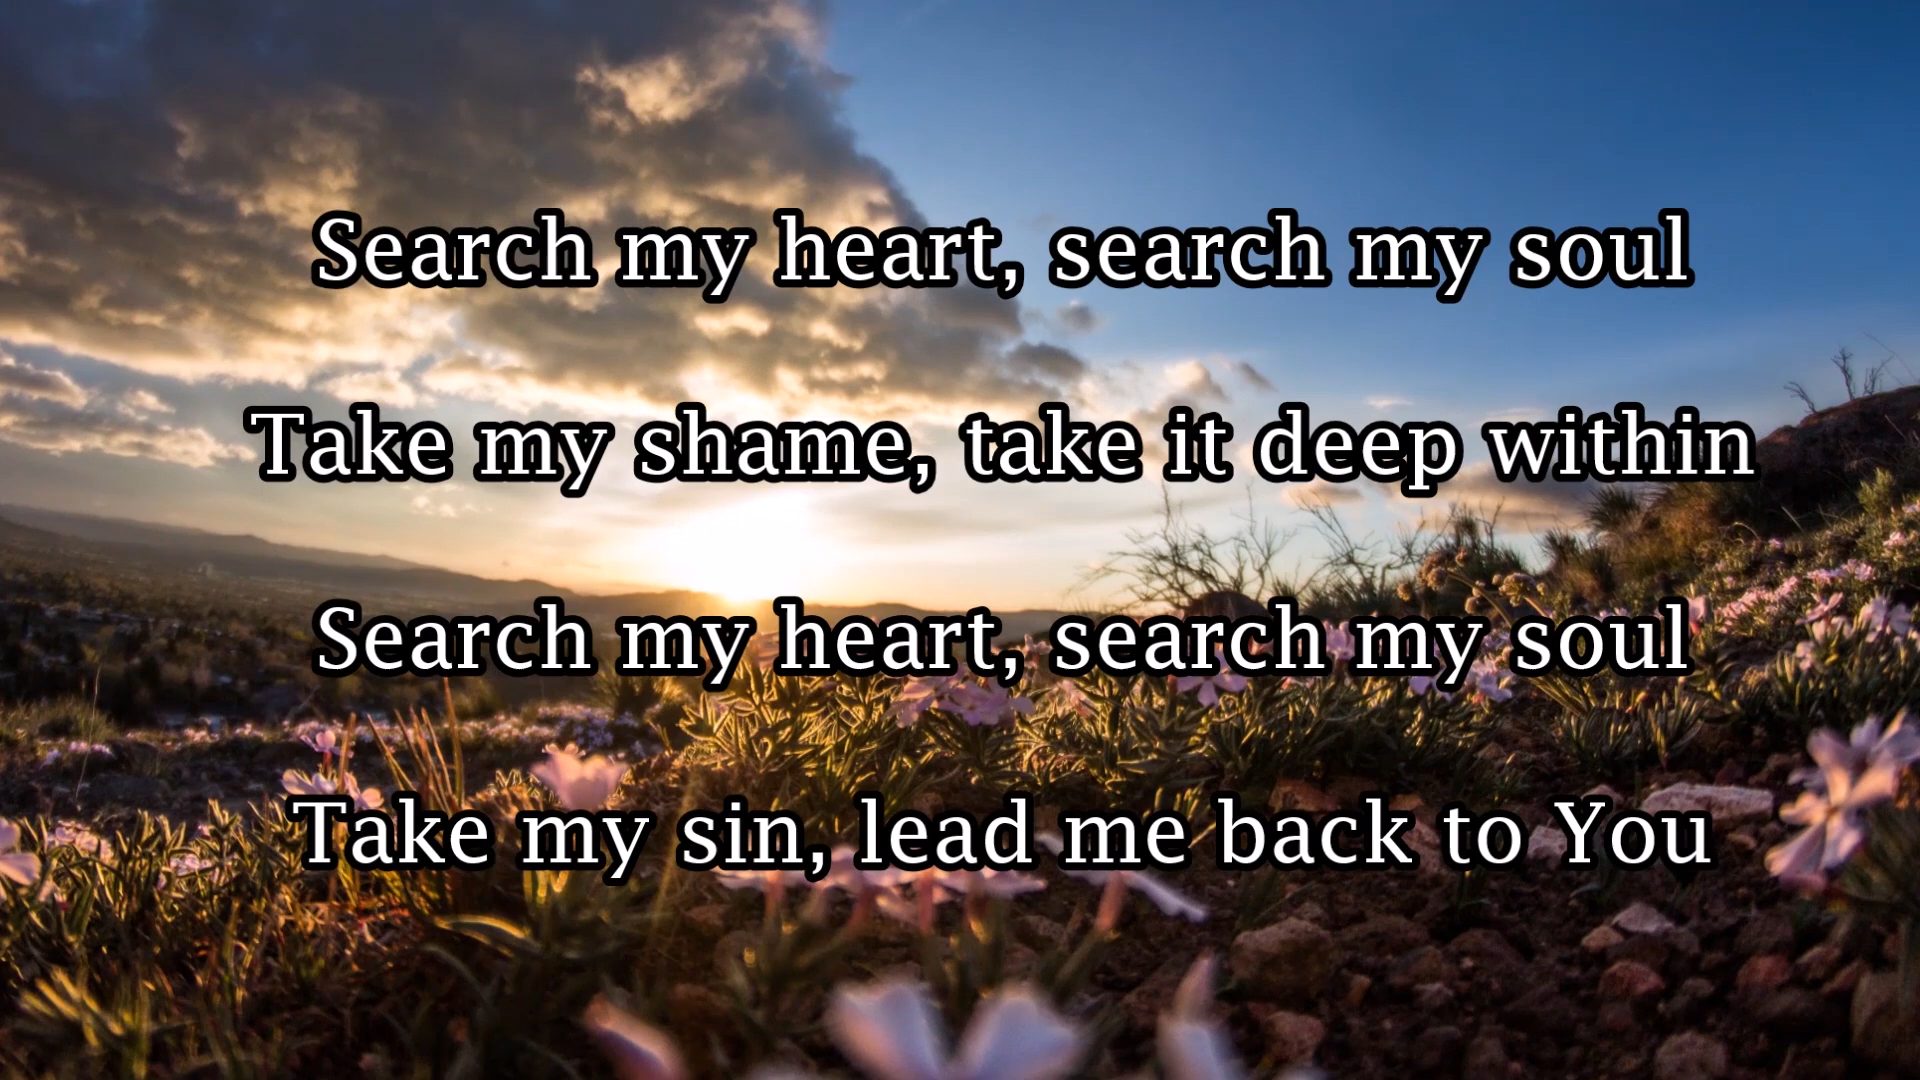 Search my heart, search my soul
Take my shame, take it deep within
Search my heart, search my soul
Take my sin, lead me back to You